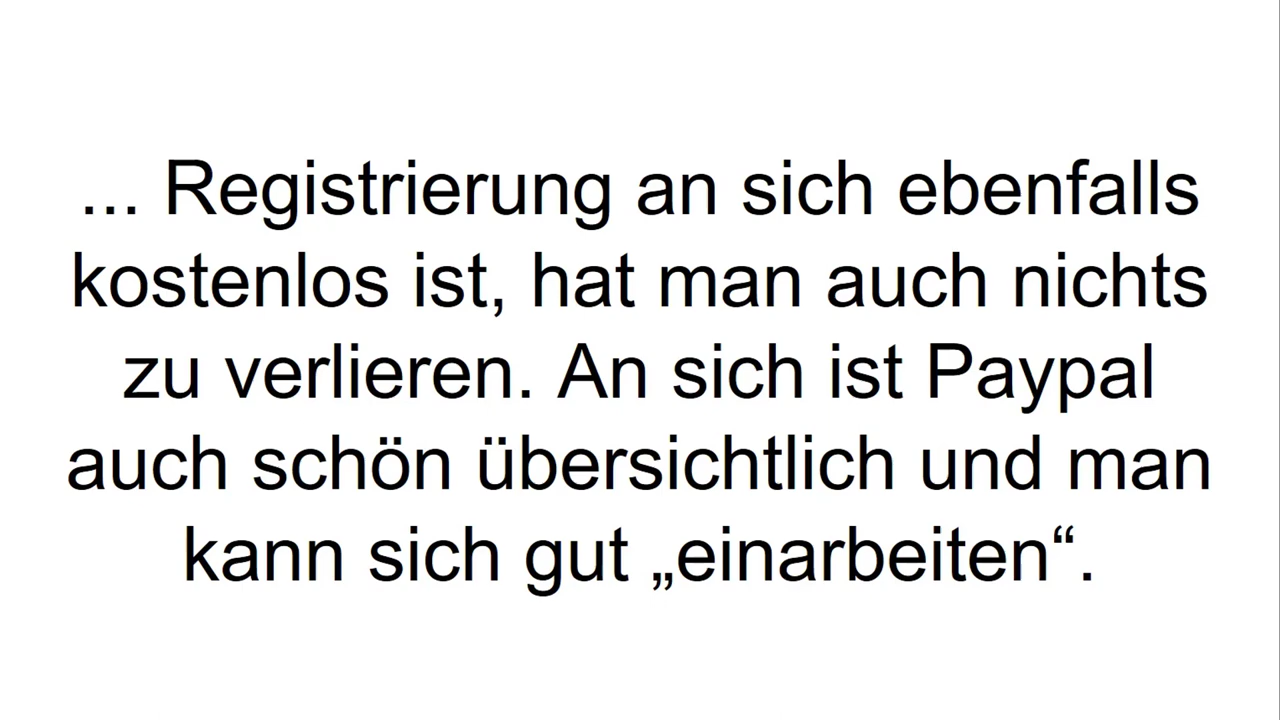 ... Registrierung an sich ebenfalls
kostenlos ist, hat man auch nichts
zu verlieren. An sich ist Paypal
auch schön übersichtlich und man
kann sich gut „einarbeiten“.